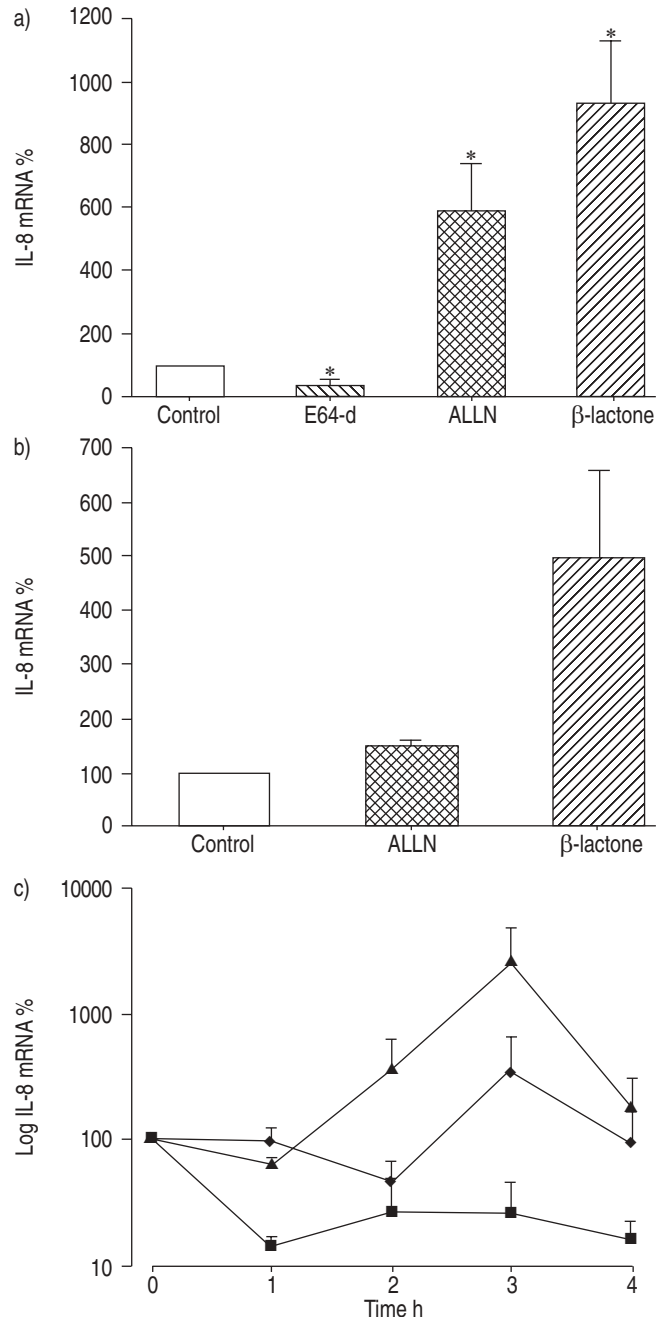 a)
1200
1000
800
600
400
200
0
IL-8 mRNA %
*
*
*
Control E64-d ALLN β-lactone
b)
700
600
500
400
300
200
100
0
IL-8 mRNA %
Control ALLN β-lactone
c)
10000
1000
100
10
Log IL-8 mRNA %
0 1 2 3 4
Time h